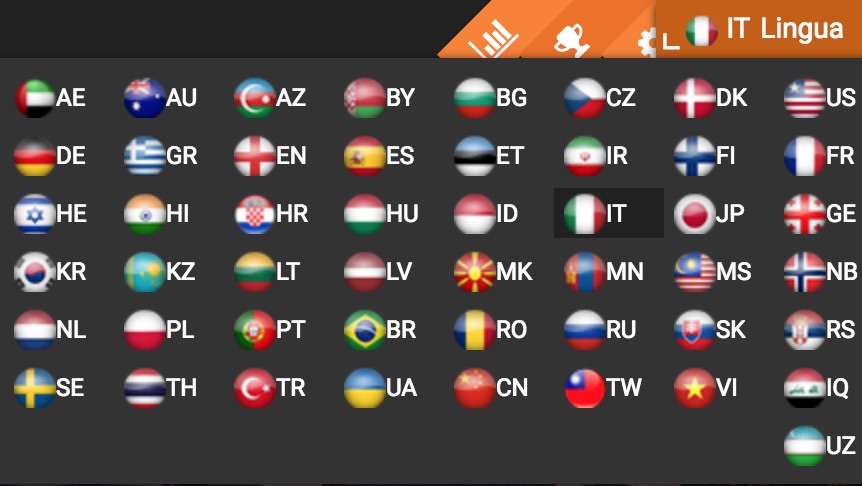 IT Lingua
AE AU AZ BY BG CZ DK US
DE GR EN ES ET IR FI FR
HE HI HR HU ID IT JP GE
KR KZ LT LV MK MN MS NB
NL PL PT BR RO RU SK RS
SE TH TR UA CN TW VI IQ
UZ